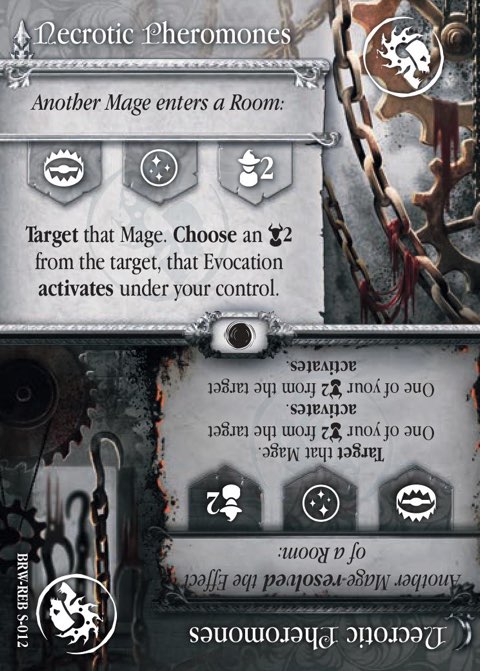 Necrotic Pheromones
Another Mage enters a Room:
2
Target that Mage. Choose an 2
from the target, that Evocation
activates under your control.
Necrotic Pheromones
Another Mage-resolved the Effect
of a Room:
2
Target that Mage.
One of your 2 from the target
activates.
One of your 2 from the target
activates.
BRW-REB S-012